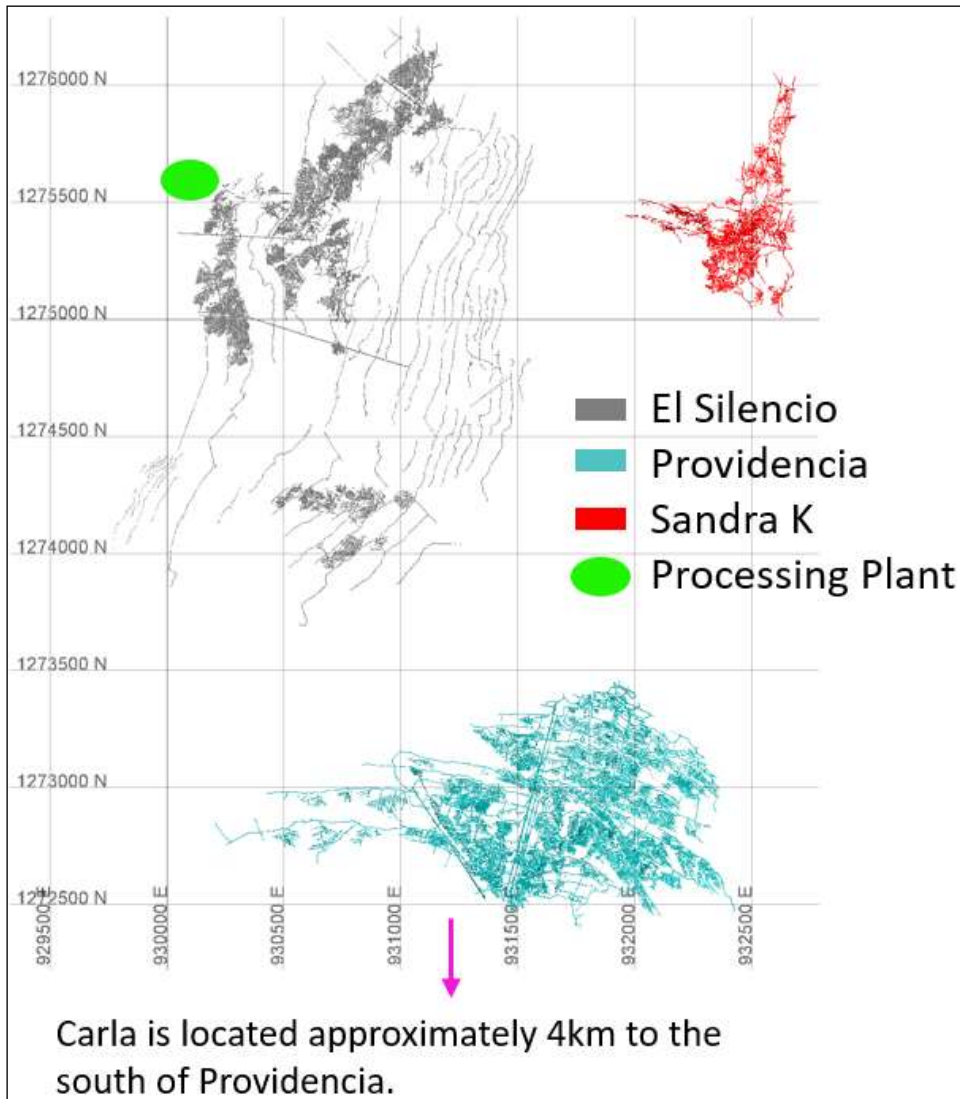 1276000 N
1275500 N
1275000 N
El Silencio
1274500 N
Providencia
Sandra K
1274000 N
Processing Plant
1273500 N
1273000 N
1272500 N
929500 E
930000 E
930500 E
931000 E
931500 E
932000 E
932500 E
Carla is located approximately 4km to the
south of Providencia.